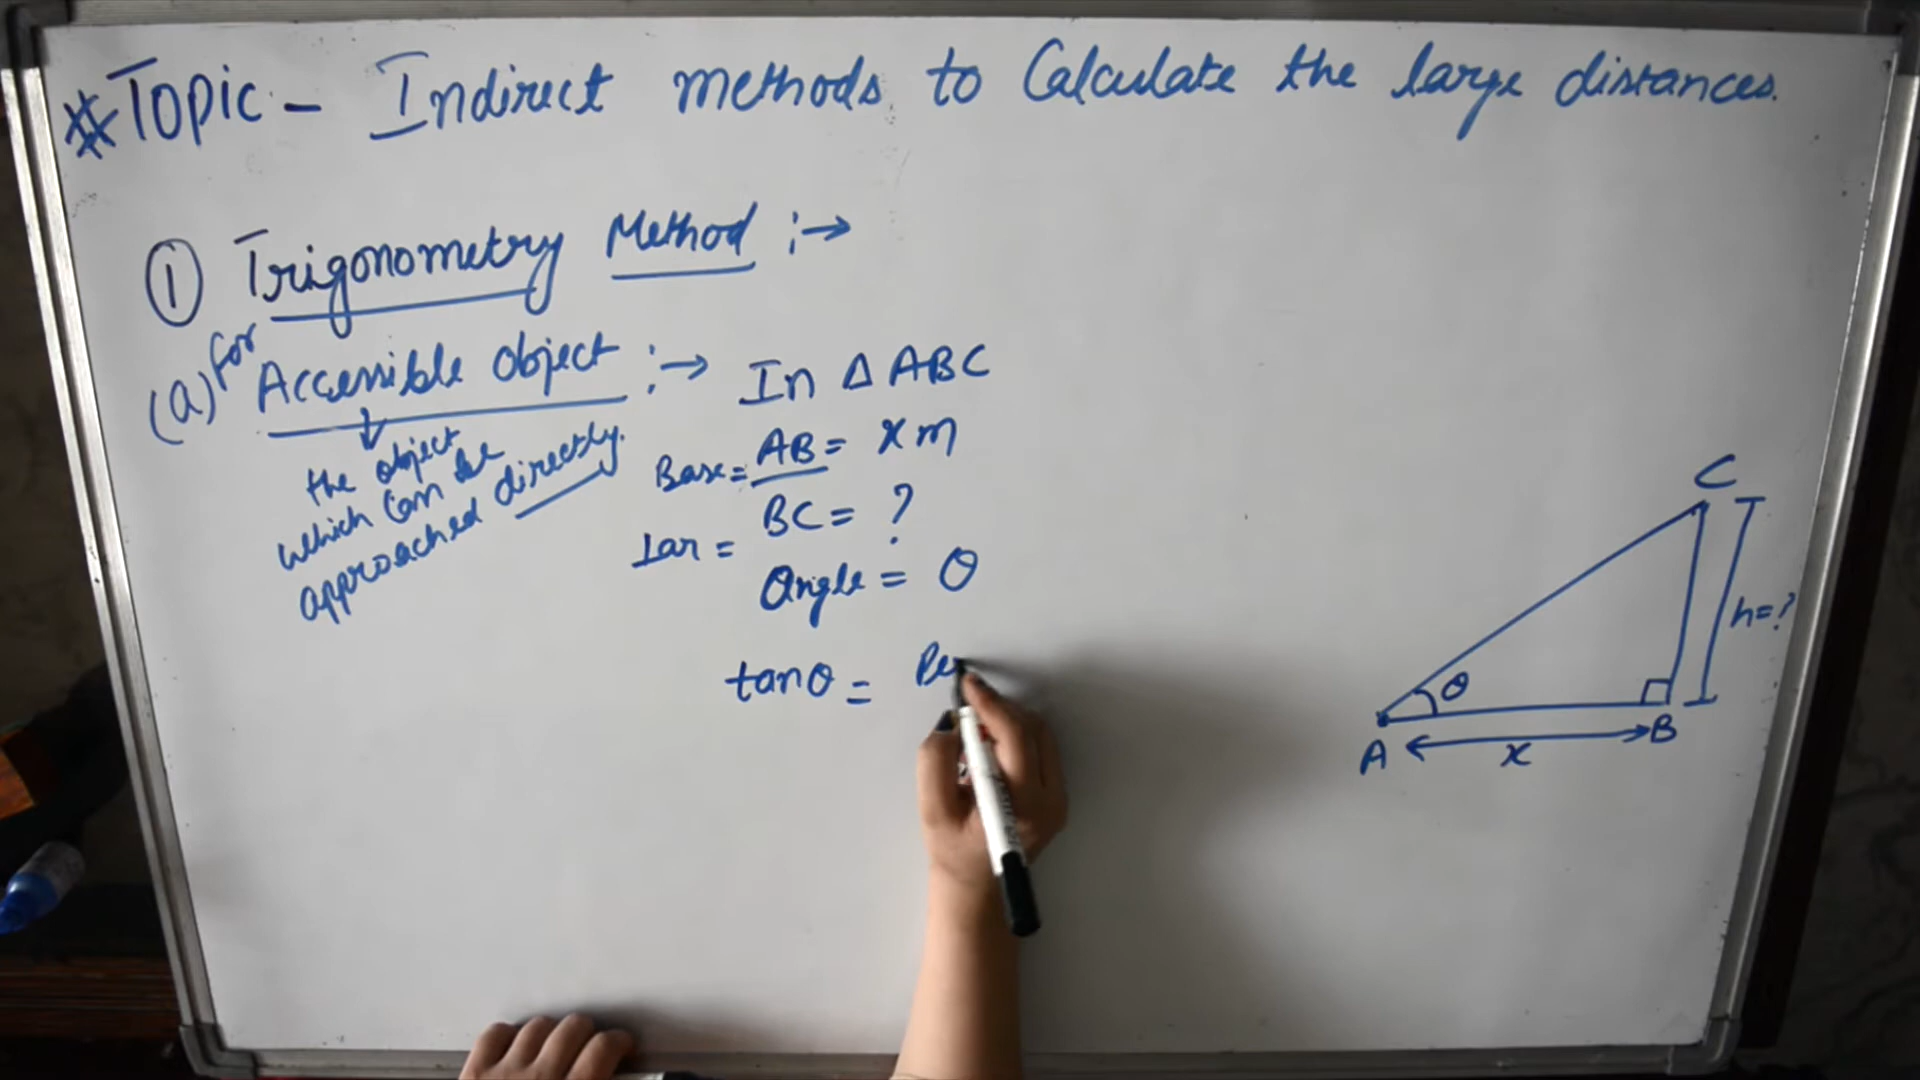 * Topic - Indirect methods to Calculate the large distances.
① Trigonometry Method :→
(a) for Accessible object :→
the object
which can be
approached directly.
In Δ ABC
Base = AB = x m
⊥ar = BC = ?
Angle = θ
tanθ = Per
C
h=?
θ
A
B
x